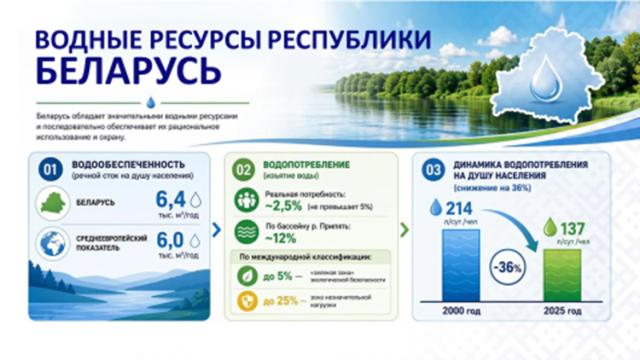 ВОДНЫЕ РЕСУРСЫ РЕСПУБЛИКИ
БЕЛАРУСЬ
Беларусь обладает значительными водными ресурсами
и последовательно обеспечивает их рациональное
использование и охрану.
01
ВОДООБЕСПЕЧЕННОСТЬ
(речной сток на душу населения)
БЕЛАРУСЬ
6,4
тыс. м³/год
СРЕДНЕЕВРОПЕЙСКИЙ
ПОКАЗАТЕЛЬ
6,0
тыс. м³/год
02
ВОДОПОТРЕБЛЕНИЕ
(изъятие воды)
Реальная потребность:
~2,5% (не превышает 5%)
По бассейну р. Припять:
~12%
По международной классификации:
до 5% — «зеленая зона»
экологической безопасности
до 25% — зона незначительной
нагрузки
03
ДИНАМИКА ВОДОПОТРЕБЛЕНИЯ
НА ДУШУ НАСЕЛЕНИЯ
(снижение на 36%)
214
л/сут./чел
137
л/сут./чел
-36%
2000 год
2025 год